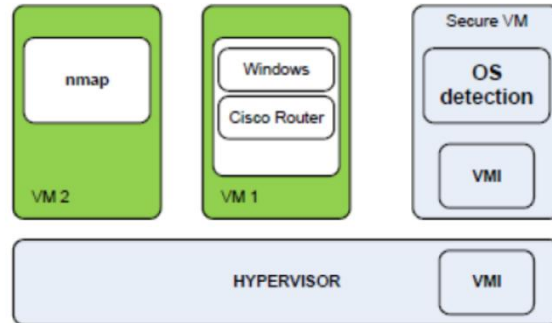 Secure VM
nmap
Windows
Cisco Router
OS
detection
VMI
VM 2
VM 1
HYPERVISOR
VMI